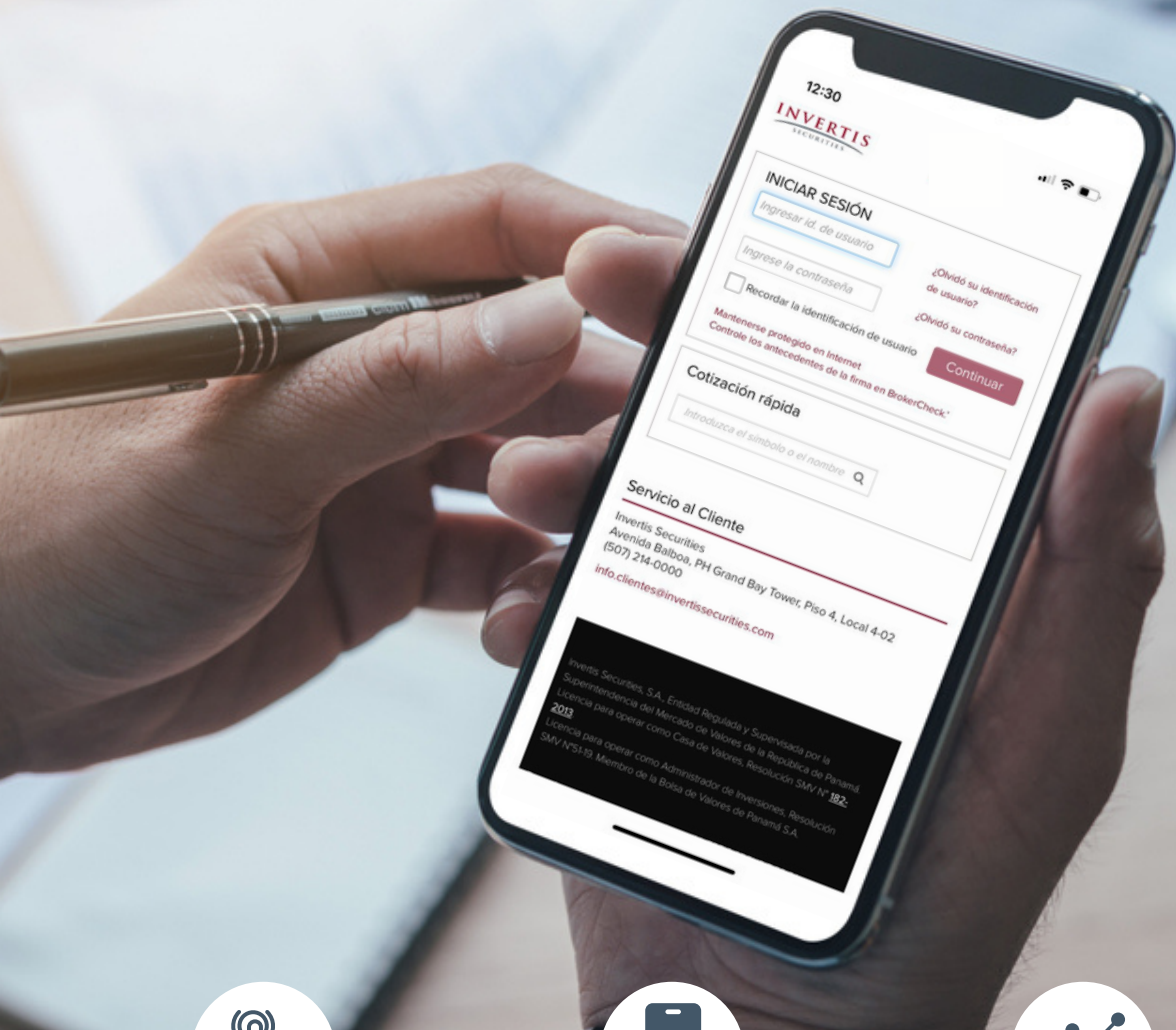 12:30
INVERTIS
SECURITIES
INICIAR SESIÓN
Ingresar id. de usuario
Ingrese la contraseña
Recordar la identificación de usuario
¿Olvidó su identificación
de usuario?
¿Olvidó su contraseña?
Continuar
Mantenerse protegido en Internet
Controle los antecedentes de la firma en BrokerCheck.
Cotización rápida
Introduzca el símbolo o el nombre
Servicio al Cliente
Invertis Securities
Avenida Balboa, PH Grand Bay Tower, Piso 4, Local 4-02
(507) 214-0000
info.clientes@invertissecurities.com
Invertis Securties, S.A., Entidad Regulada y Supervisada por la
Superintendencia del Mercado de Valores de la República de Panamá.
Licencia para operar como Casa de Valores, Resolución SMV N° 182-
2013
Licencia para operar como Administrador de Inversiones, Resolución
SMV N°51-19. Miembro de la Bolsa de Valores de Panamá S.A.